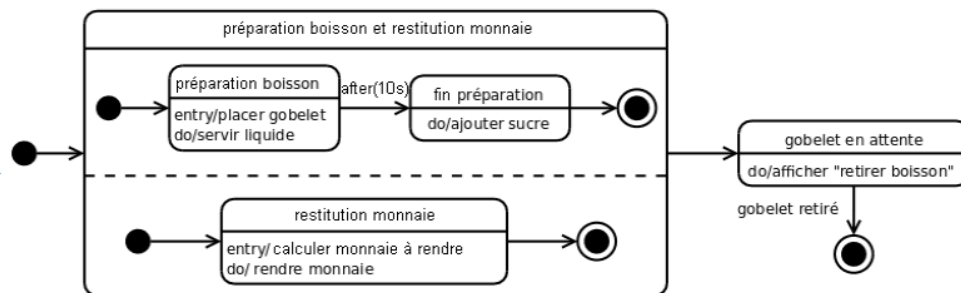 préparation boisson et restitution monnaie
préparation boisson
entry/placer gobelet
do/servir liquide
after(10s)
fin préparation
do/ajouter sucre
gobelet en attente
do/afficher "retirer boisson"
gobelet retiré
restitution monnaie
entry/ calculer monnaie à rendre
do/ rendre monnaie